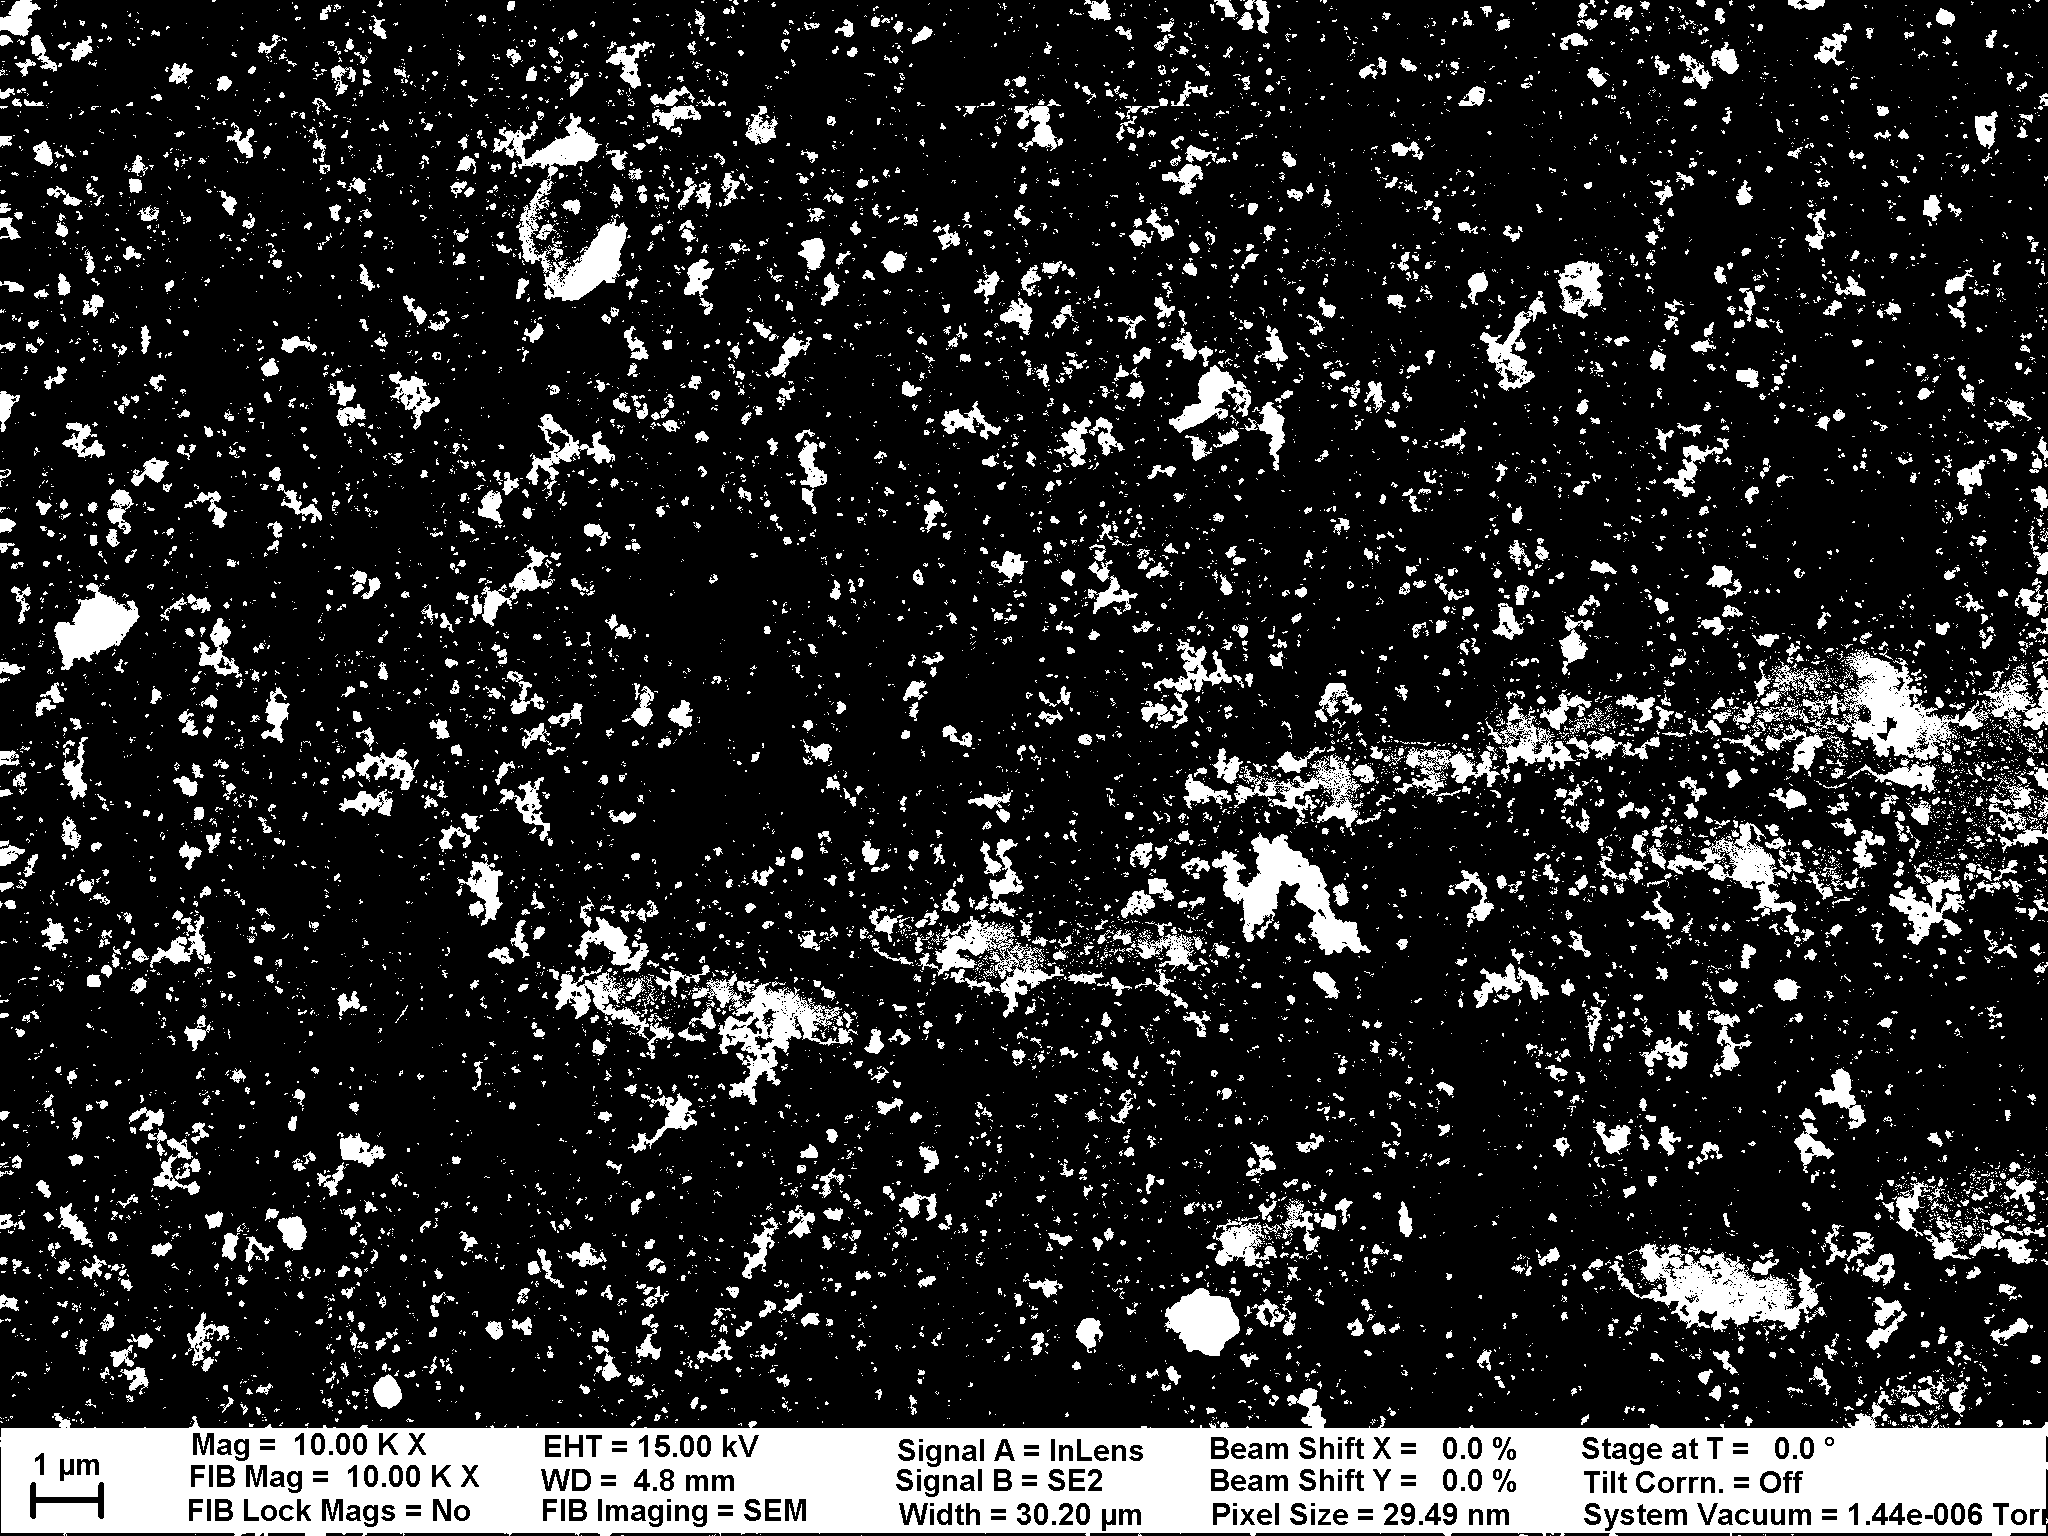 1 µm
Mag = 10.00 K X
FIB Mag = 10.00 K X
FIB Lock Mags = No
EHT = 15.00 kV
WD = 4.8 mm
FIB Imaging = SEM
Signal A = InLens
Signal B = SE2
Width = 30.20 µm
Beam Shift X = 0.0 %
Beam Shift Y = 0.0 %
Pixel Size = 29.49 nm
Stage at T = 0.0 °
Tilt Corrn. = Off
System Vacuum = 1.44e-006 Torr